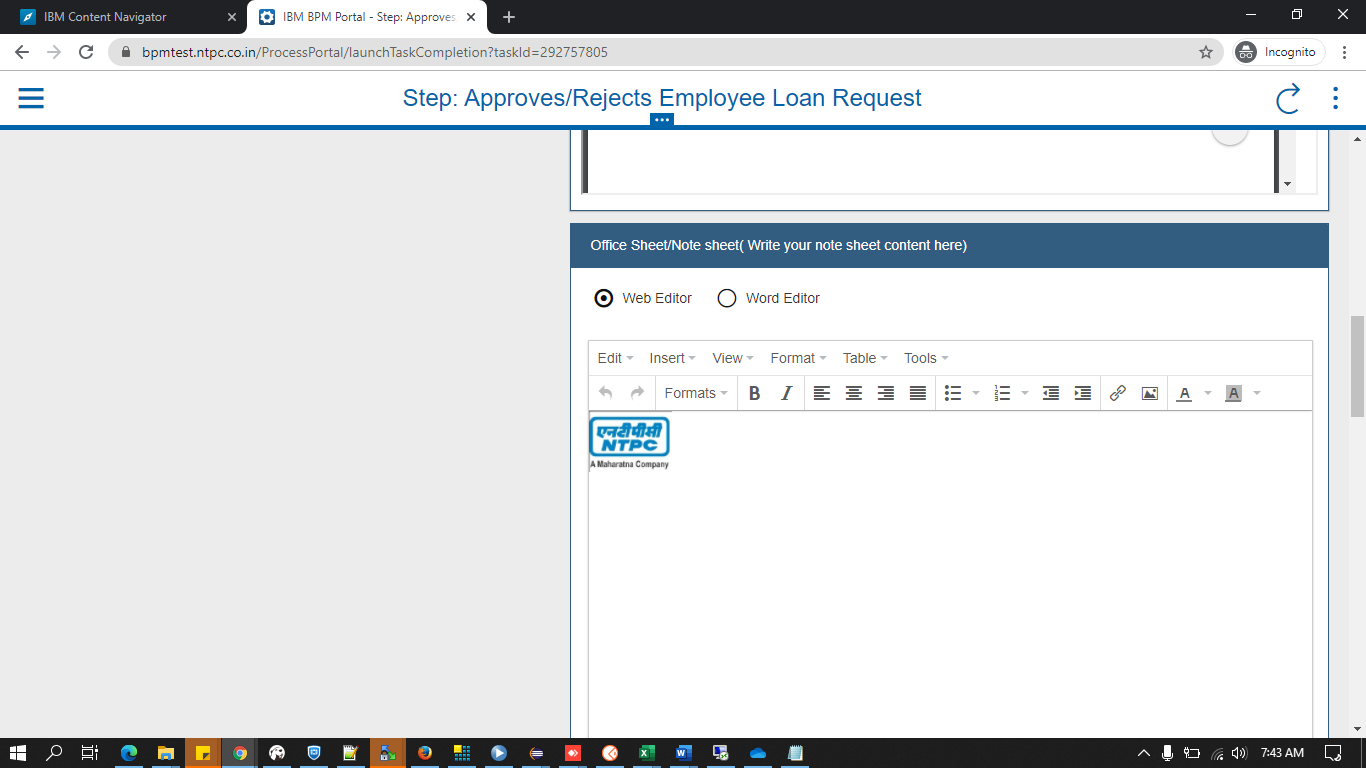 IBM Content Navigator
IBM BPM Portal - Step: Approves
bpmtest.ntpc.co.in/ProcessPortal/launchTaskCompletion?taskId=292757805
Incognito
Step: Approves/Rejects Employee Loan Request
Office Sheet/Note sheet( Write your note sheet content here)
Web Editor Word Editor
Edit Insert View Format Table Tools
Formats B I A A
एनटीपीसी
NTPC
A Maharatna Company
7:43 AM